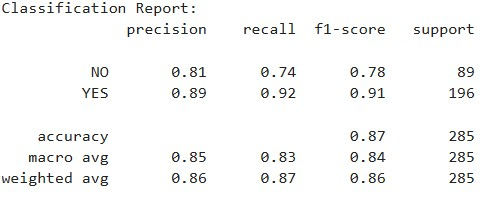 Classification Report:
precision recall f1-score support
NO 0.81 0.74 0.78 89
YES 0.89 0.92 0.91 196
accuracy 0.87 285
macro avg 0.85 0.83 0.84 285
weighted avg 0.86 0.87 0.86 285